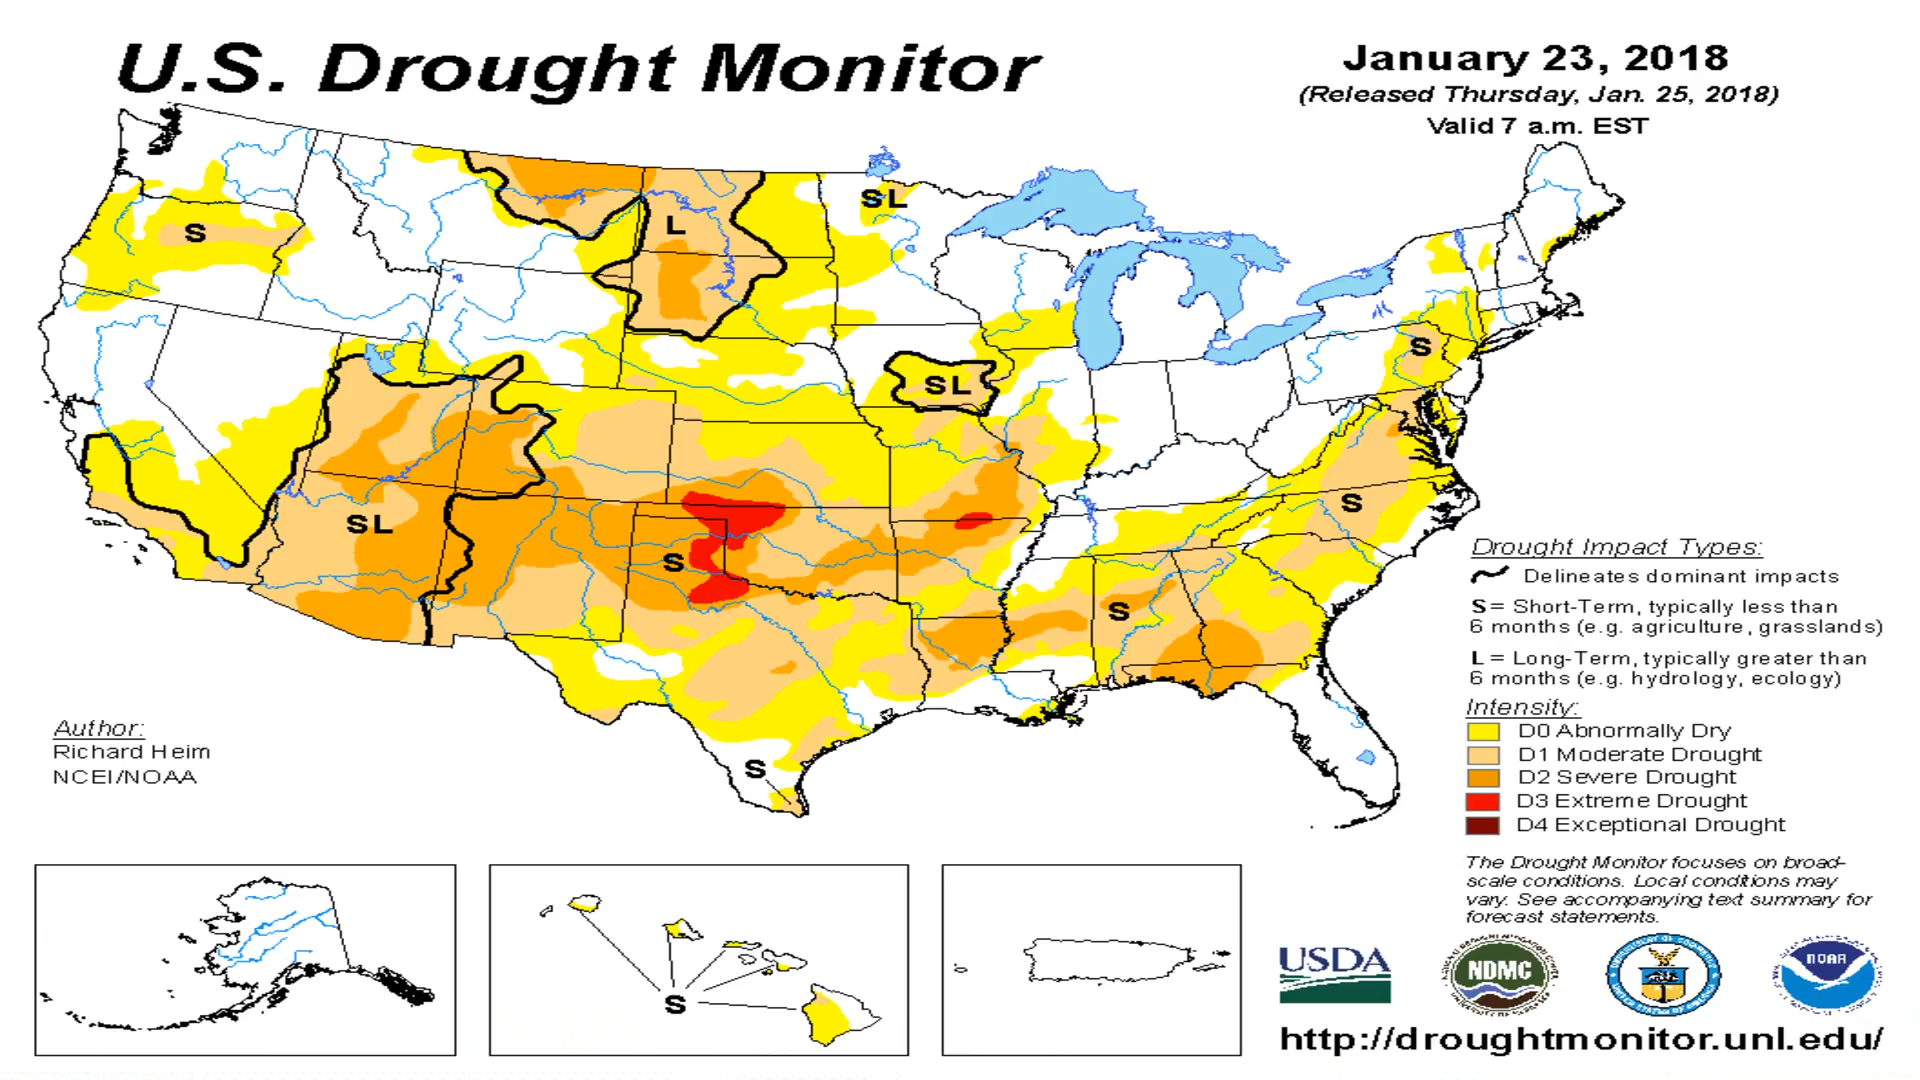 U.S. Drought Monitor
January 23, 2018
(Released Thursday, Jan. 25, 2018)
Valid 7 a.m. EST
S
L
SL
S
SL
S
SL
S
S
S
S
Author:
Richard Heim
NCEI/NOAA
Drought Impact Types:
Delineates dominant impacts
S = Short-Term, typically less than
6 months (e.g. agriculture, grasslands)
L = Long-Term, typically greater than
6 months (e.g. hydrology, ecology)
Intensity:
D0 Abnormally Dry
D1 Moderate Drought
D2 Severe Drought
D3 Extreme Drought
D4 Exceptional Drought
The Drought Monitor focuses on broad-
scale conditions. Local conditions may
vary. See accompanying text summary for
forecast statements.
S
USDA
NDMC
NOAA
http://droughtmonitor.unl.edu/